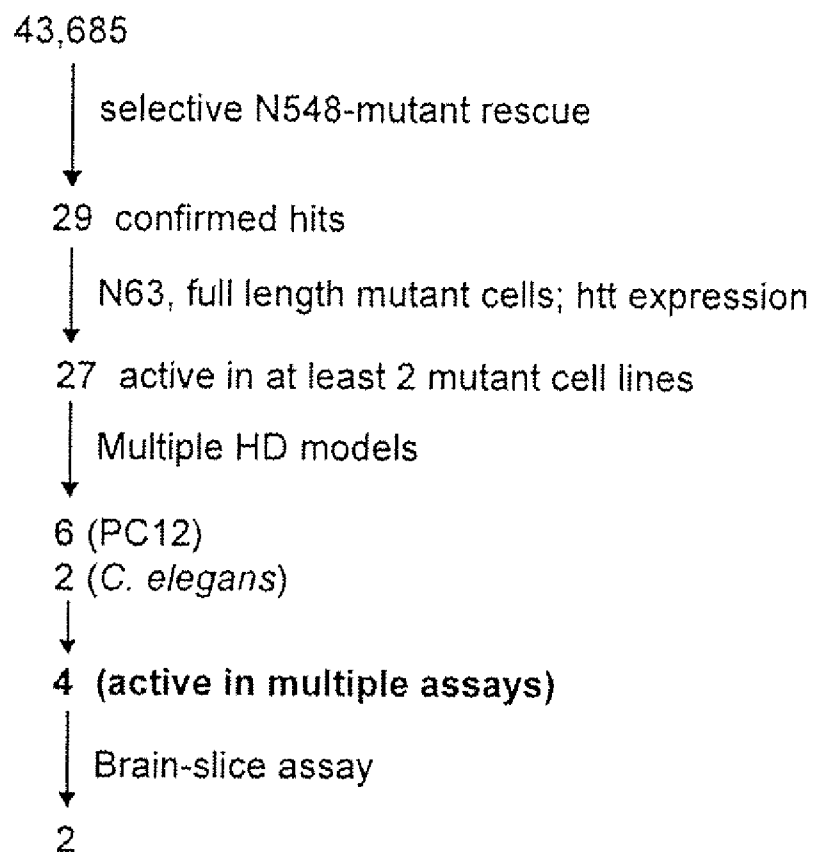 43,685
selective N548-mutant rescue
29 confirmed hits
N63, full length mutant cells; htt expression
27 active in at least 2 mutant cell lines
Multiple HD models
6 (PC12)
2 (C. elegans)
4 (active in multiple assays)
Brain-slice assay
2